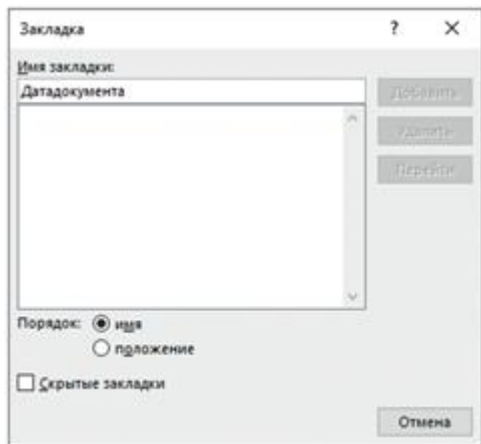 Закладка ? ×
Имя закладки:
Датадокумента
Добавить
Удалить
Перейти
Порядок: имя
положение
Скрытые закладки
Отмена